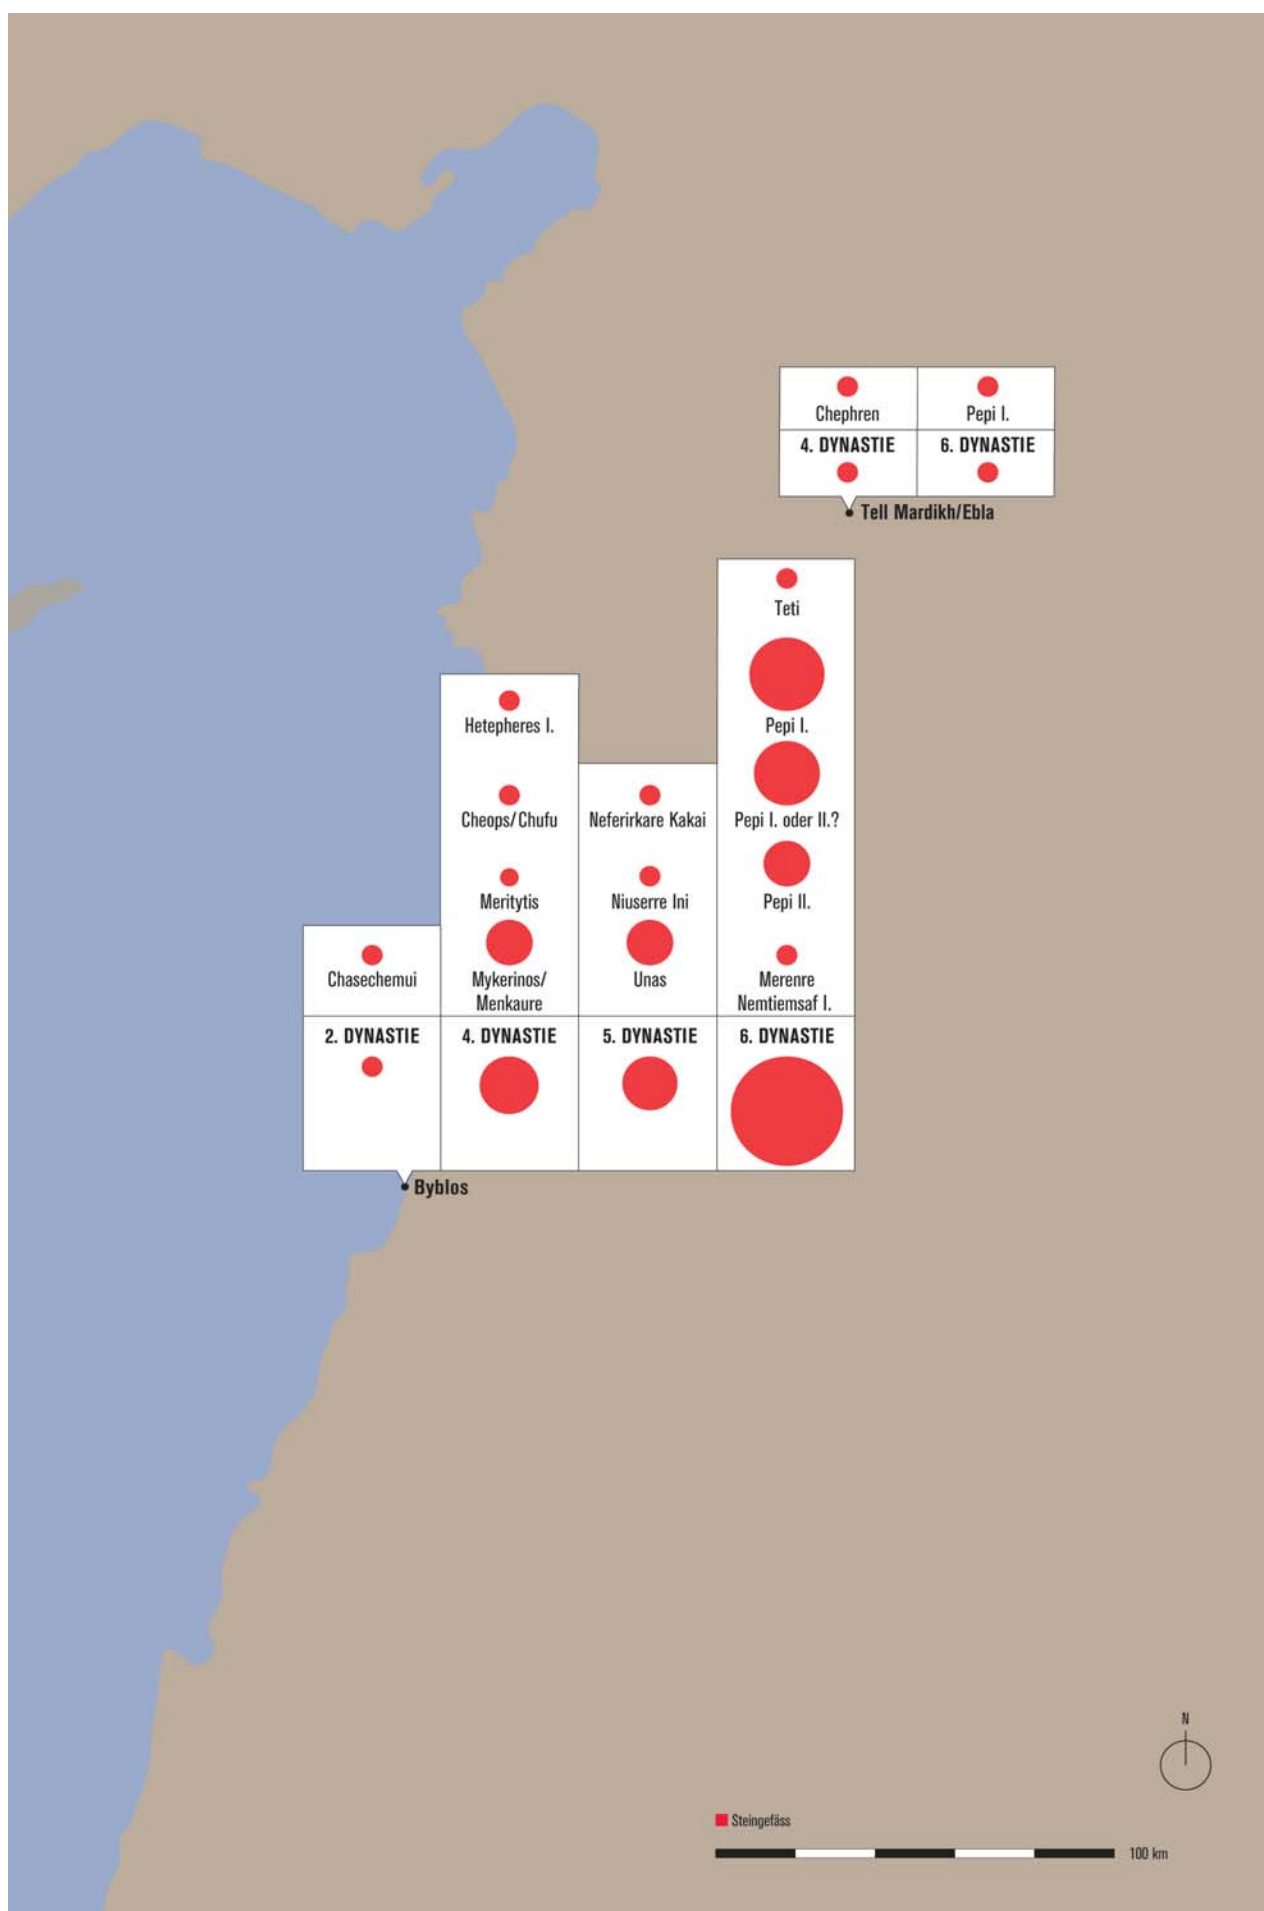 Chephren
Pepi I.
4. DYNASTIE
6. DYNASTIE
Tell Mardikh/Ebla
Teti
Pepi I.
Pepi I. oder II.?
Pepi II.
Merenre
Nemtiemsaf I.
6. DYNASTIE
Hetepheres I.
Cheops/Chufu
Meritytis
Mykerinos/
Menkaure
4. DYNASTIE
Neferirkare Kakai
Niuserre Ini
Unas
5. DYNASTIE
Chasechemui
2. DYNASTIE
Byblos
N
Steingefäss
100 km